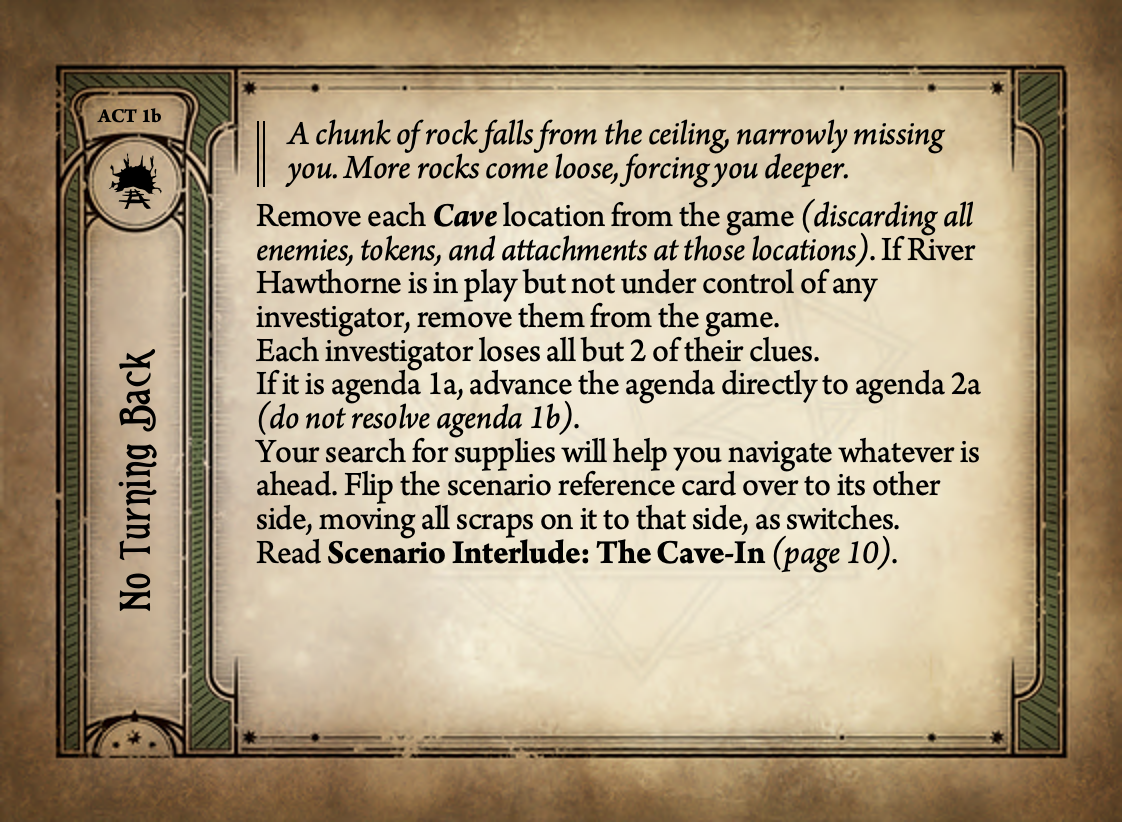 ACT 1b
No Turning Back
A chunk of rock falls from the ceiling, narrowly missing
you. More rocks come loose, forcing you deeper.
Remove each Cave location from the game (discarding all
enemies, tokens, and attachments at those locations). If River
Hawthorne is in play but not under control of any
investigator, remove them from the game.
Each investigator loses all but 2 of their clues.
If it is agenda 1a, advance the agenda directly to agenda 2a
(do not resolve agenda 1b).
Your search for supplies will help you navigate whatever is
ahead. Flip the scenario reference card over to its other
side, moving all scraps on it to that side, as switches.
Read Scenario Interlude: The Cave-In (page 10).